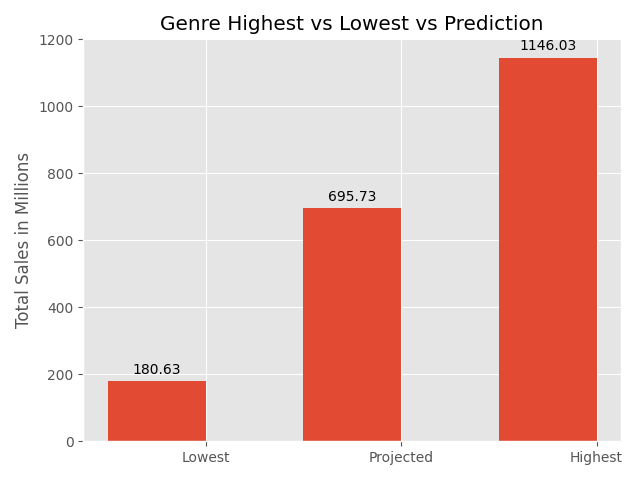 Genre Highest vs Lowest vs Prediction
Total Sales in Millions
1200
1000
800
600
400
200
0
180.63
695.73
1146.03
Lowest
Projected
Highest